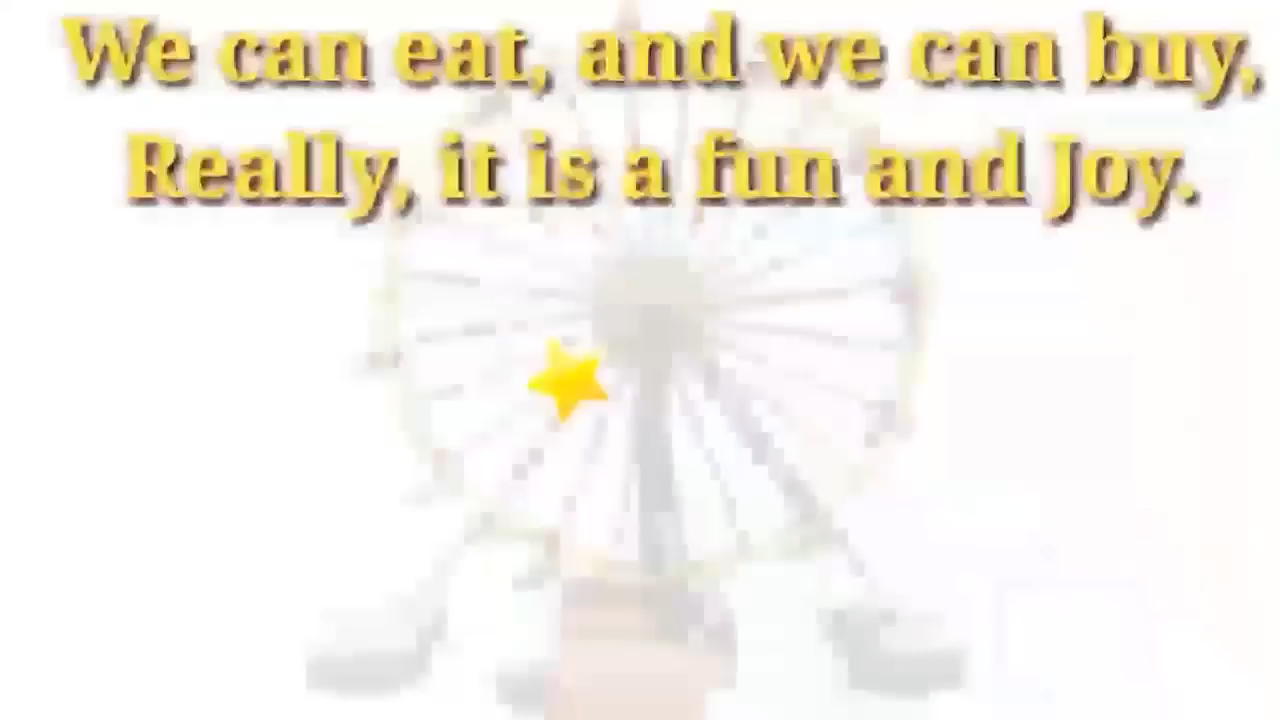 We can eat, and we can buy,
Really, it is a fun and Joy.